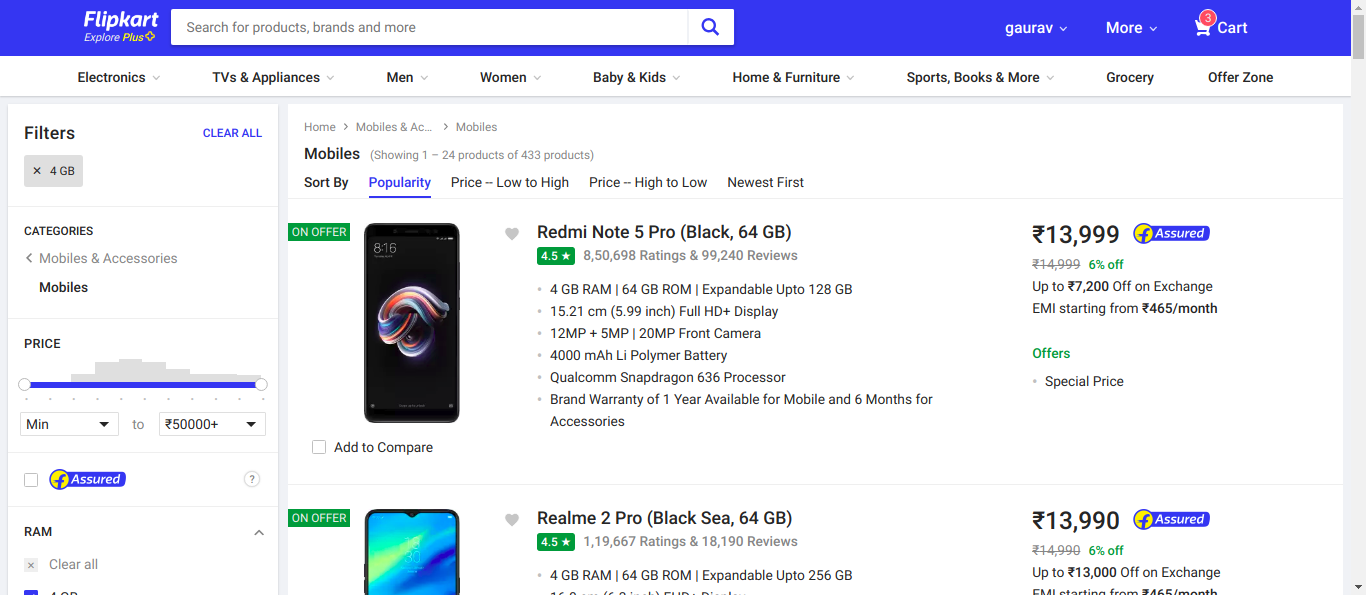 Flipkart
Explore Plus
Search for products, brands and more
gaurav
More
3
Cart
Electronics
TVs & Appliances
Men
Women
Baby & Kids
Home & Furniture
Sports, Books & More
Grocery
Offer Zone
Filters
CLEAR ALL
✕ 4 GB
CATEGORIES
Mobiles & Accessories
Mobiles
PRICE
Min
to
₹50000+
f Assured
?
RAM
Clear all
4 GB
Home > Mobiles & Ac... > Mobiles
Mobiles (Showing 1 – 24 products of 433 products)
Sort By Popularity Price -- Low to High Price -- High to Low Newest First
ON OFFER
8:16
Add to Compare
Redmi Note 5 Pro (Black, 64 GB)
4.5 ★ 8,50,698 Ratings & 99,240 Reviews
4 GB RAM | 64 GB ROM | Expandable Upto 128 GB
15.21 cm (5.99 inch) Full HD+ Display
12MP + 5MP | 20MP Front Camera
4000 mAh Li Polymer Battery
Qualcomm Snapdragon 636 Processor
Brand Warranty of 1 Year Available for Mobile and 6 Months for
Accessories
₹13,999 f Assured
₹14,999 6% off
Up to ₹7,200 Off on Exchange
EMI starting from ₹465/month
Offers
Special Price
ON OFFER
Realme 2 Pro (Black Sea, 64 GB)
4.5 ★ 1,19,667 Ratings & 18,190 Reviews
4 GB RAM | 64 GB ROM | Expandable Upto 256 GB
₹13,990 f Assured
₹14,990 6% off
Up to ₹13,000 Off on Exchange
EMI starting from ₹465/month